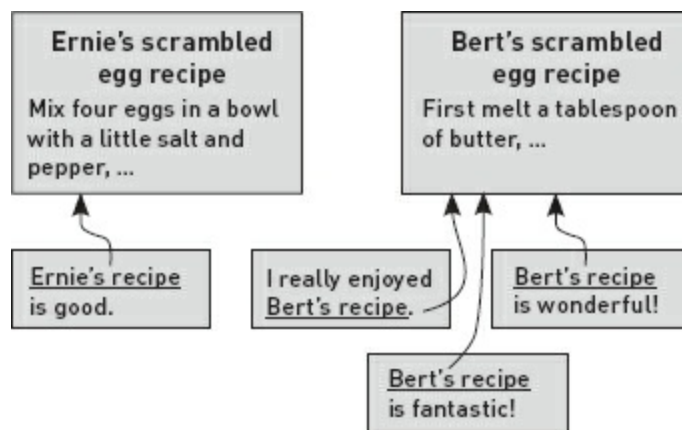 Ernie's scrambled
egg recipe
Mix four eggs in a bowl
with a little salt and
pepper, ...
Bert's scrambled
egg recipe
First melt a tablespoon
of butter, ...
Ernie's recipe
is good.
I really enjoyed
Bert's recipe.
Bert's recipe
is wonderful!
Bert's recipe
is fantastic!